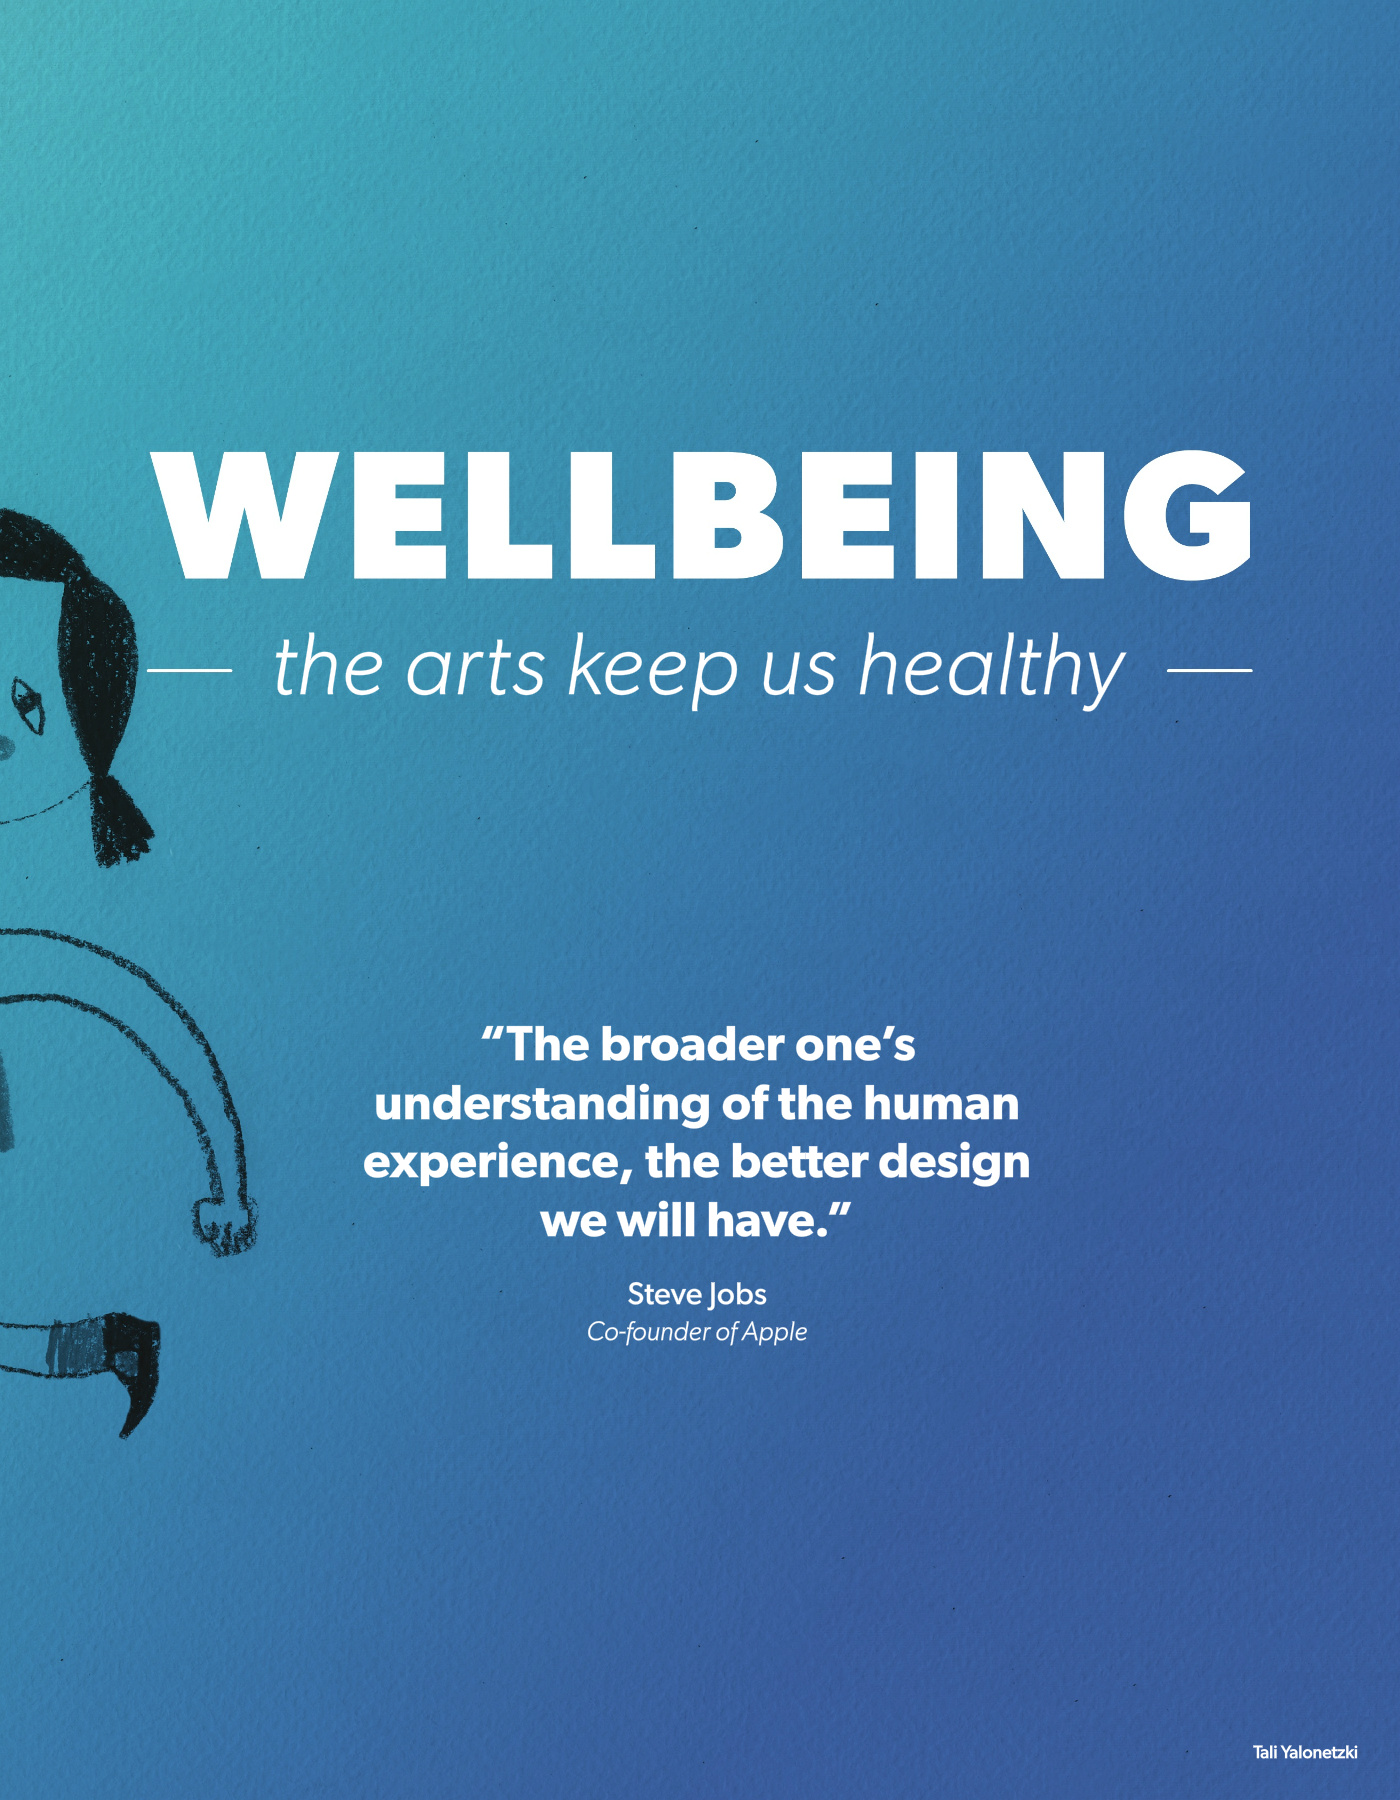 WELLBEING
the arts keep us healthy
“The broader one’s
understanding of the human
experience, the better design
we will have.”
Steve Jobs
Co-founder of Apple
Tali Yalonetzki